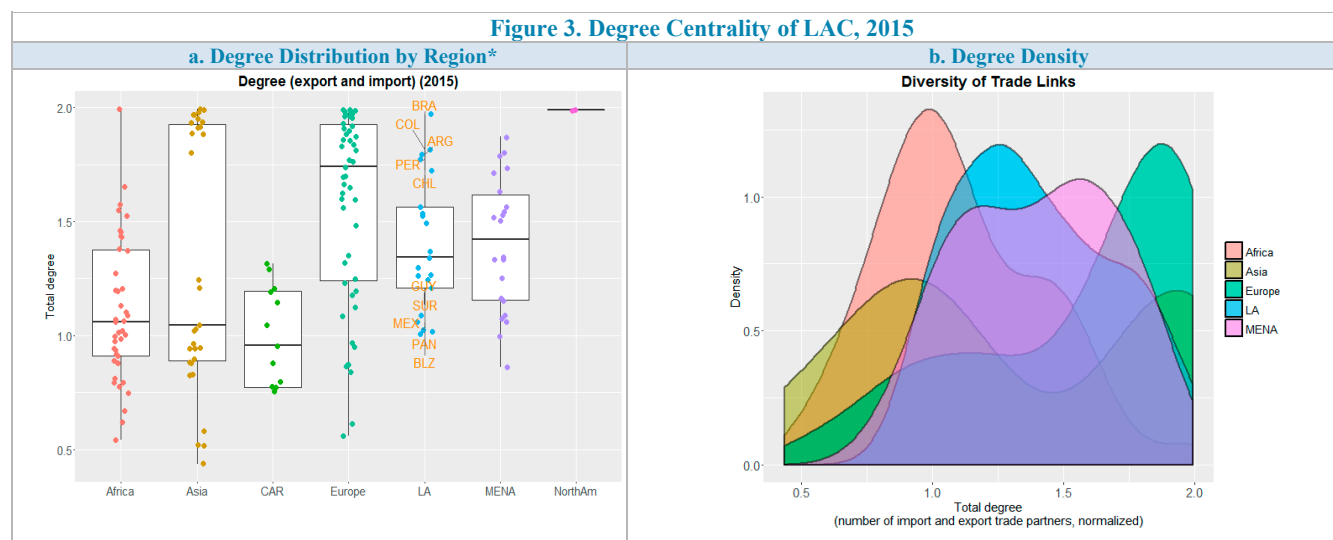 Figure 3. Degree Centrality of LAC, 2015
a. Degree Distribution by Region*
Degree (export and import) (2015)
Total degree
2.0
1.5
1.0
0.5
BRA
COL
ARG
PER
CHL
GUY
SUR
MEX
PAN
BLZ
Africa Asia CAR Europe LA MENA NorthAm
b. Degree Density
Diversity of Trade Links
Density
1.0
0.5
0.0
0.5 1.0 1.5 2.0
Total degree
(number of import and export trade partners, normalized)
Africa
Asia
Europe
LA
MENA